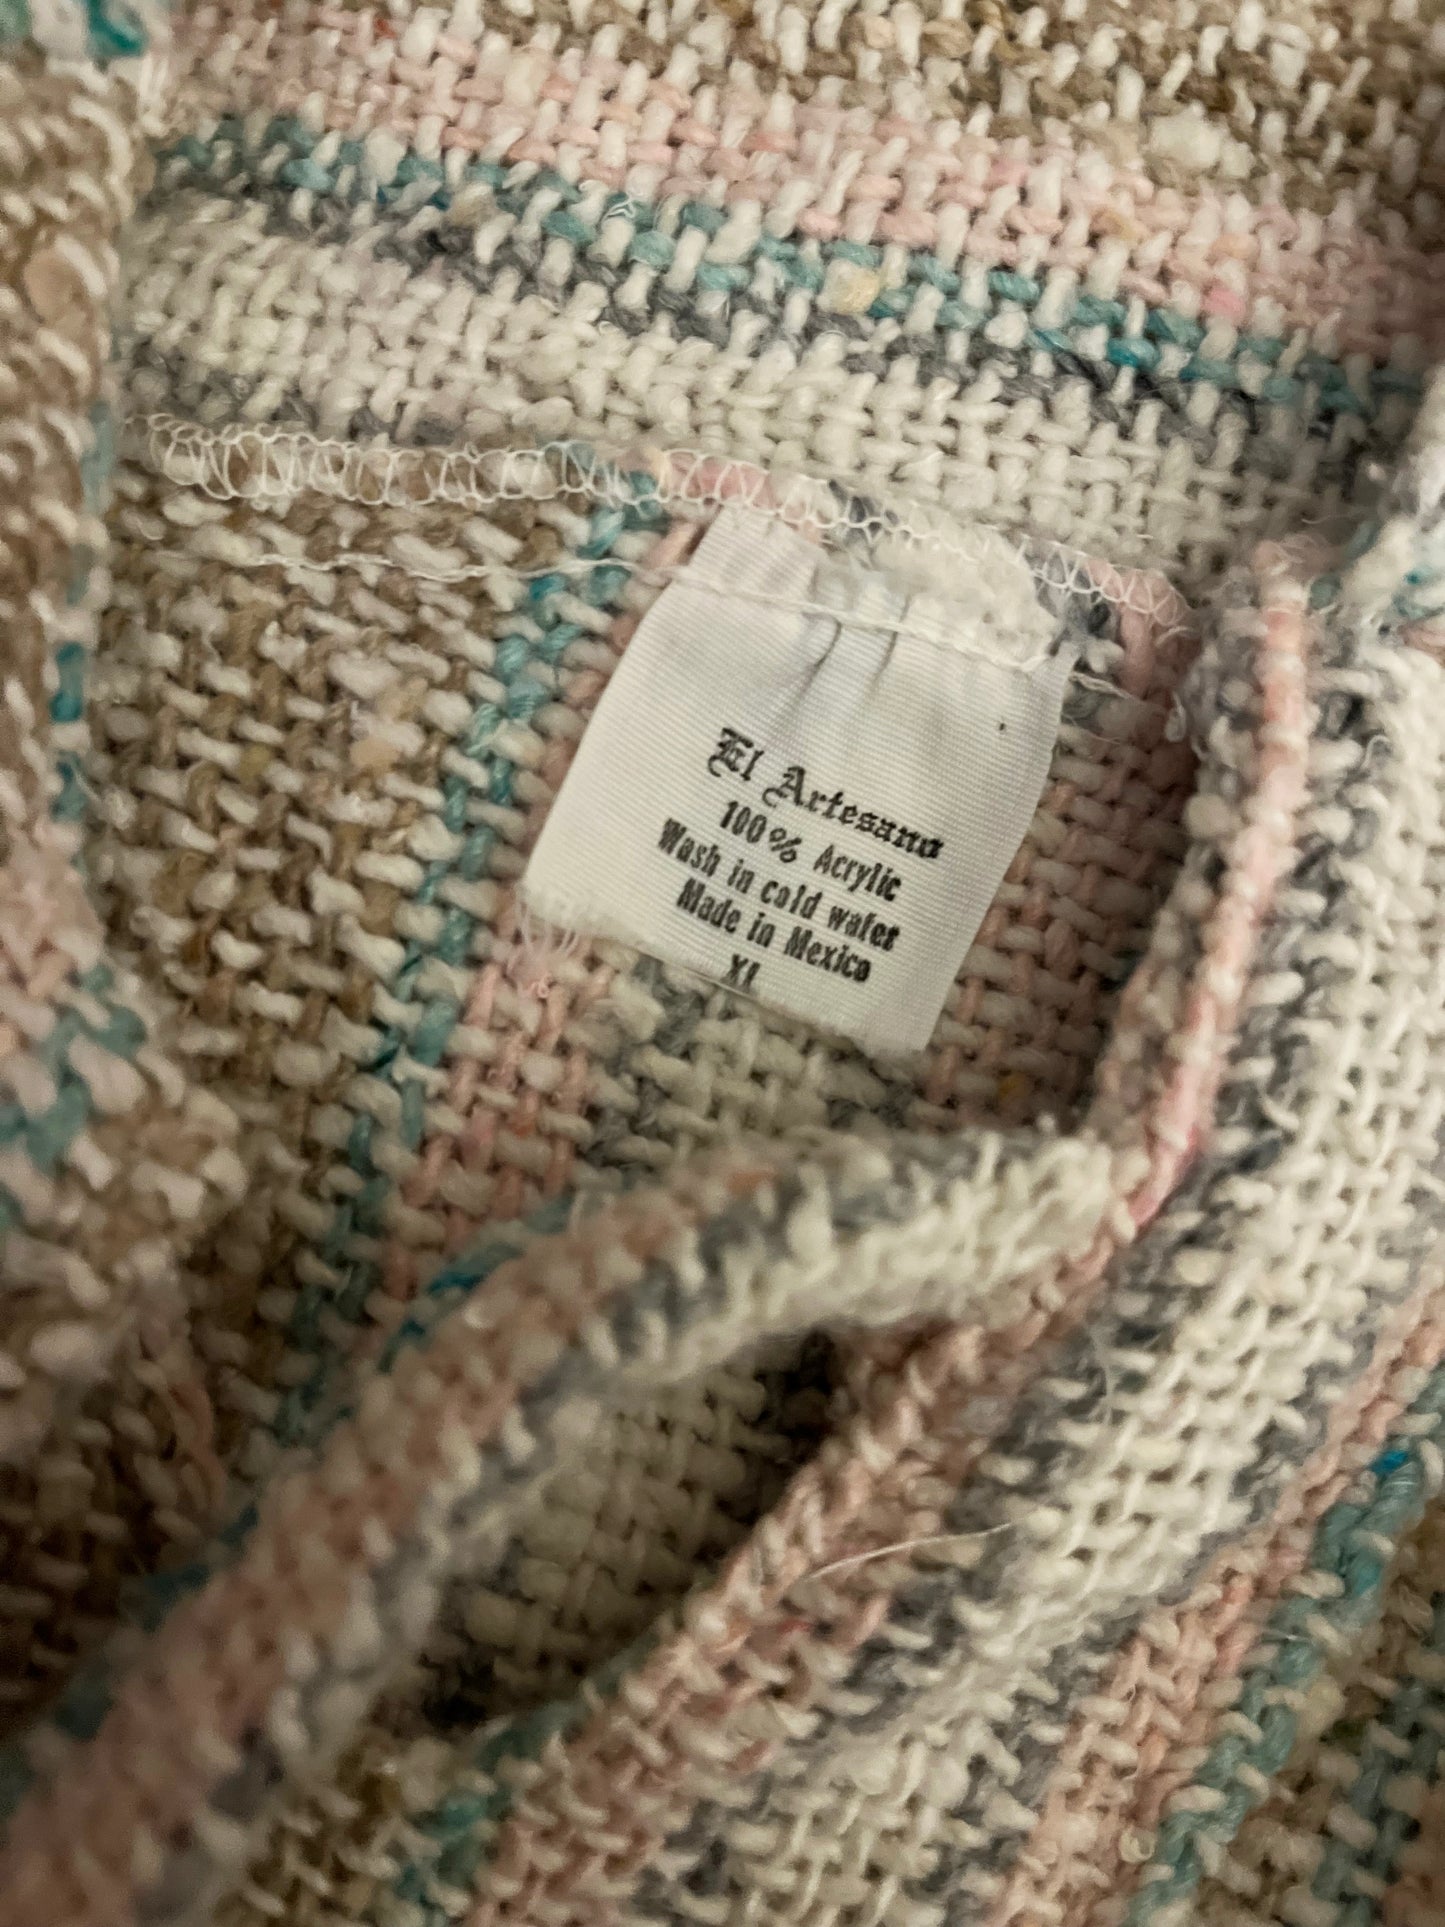 El Artesano
100% Acrylic
Wash in cold water
Made in Mexico
XL